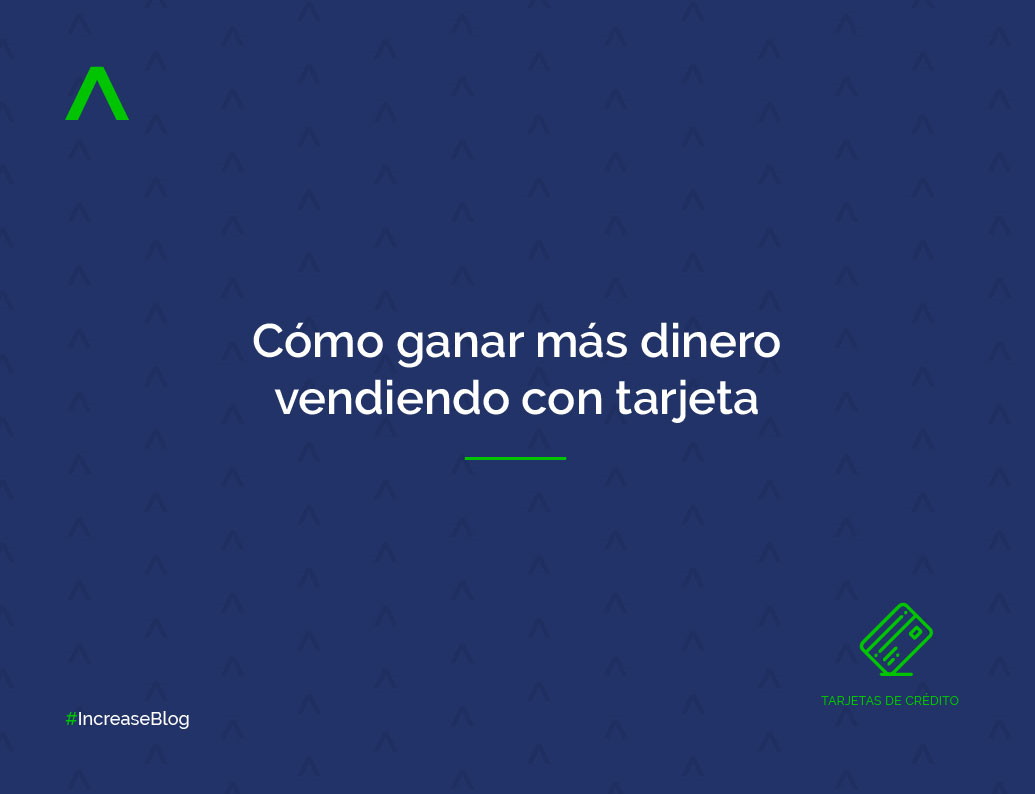 Cómo ganar más dinero
vendiendo con tarjeta
TARJETAS DE CRÉDITO
#IncreaseBlog